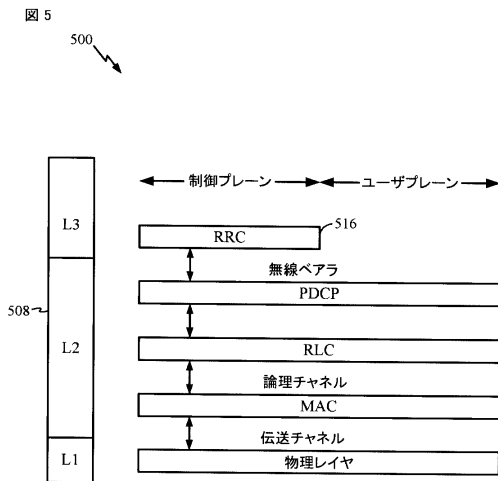 図 5
500
制御プレーン
ユーザプレーン
L3
516
RRC
無線ベアラ
PDCP
508
L2
RLC
論理チャネル
MAC
伝送チャネル
L1
物理レイヤ